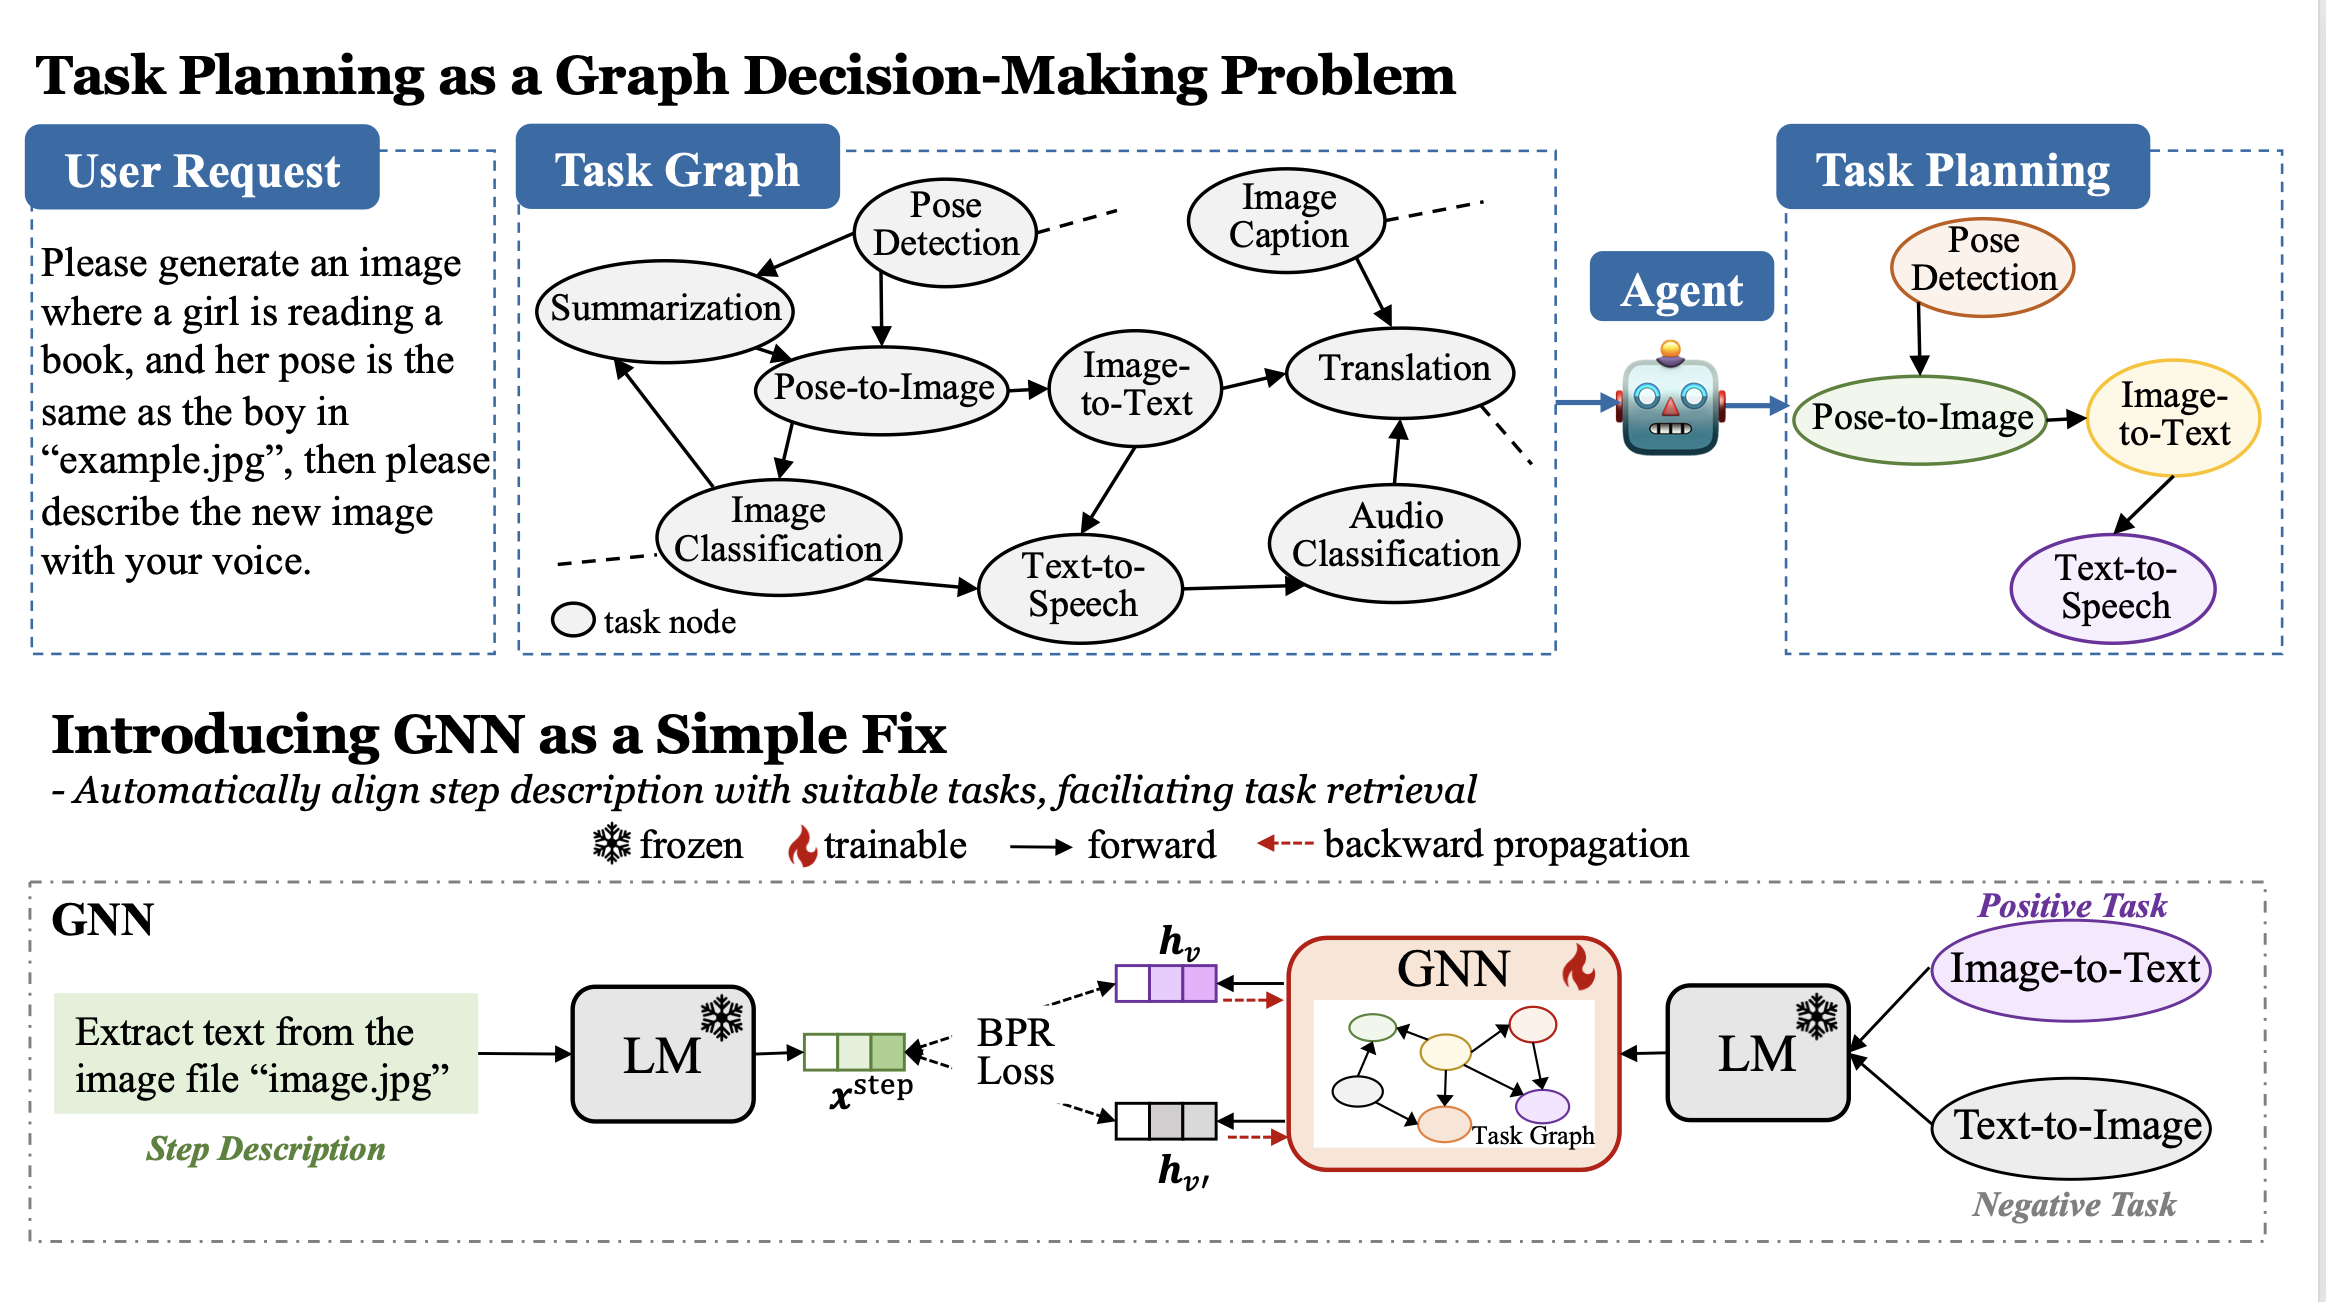 Task Planning as a Graph Decision-Making Problem
User Request
Please generate an image
where a girl is reading a
book, and her pose is the
same as the boy in
“example.jpg”, then please
describe the new image
with your voice.
Task Graph
Pose
Detection
Image
Caption
Summarization
Pose-to-Image
Image-
to-Text
Translation
Image
Classification
Text-to-
Speech
Audio
Classification
task node
Agent
Task Planning
Pose
Detection
Pose-to-Image
Image-
to-Text
Text-to-
Speech
Introducing GNN as a Simple Fix
- Automatically align step description with suitable tasks, faciliating task retrieval
frozen
trainable
forward
backward propagation
GNN
Extract text from the
image file “image.jpg”
Step Description
LM
x^step
BPR
Loss
h_v
h_v'
GNN
Task Graph
LM
Positive Task
Image-to-Text
Text-to-Image
Negative Task